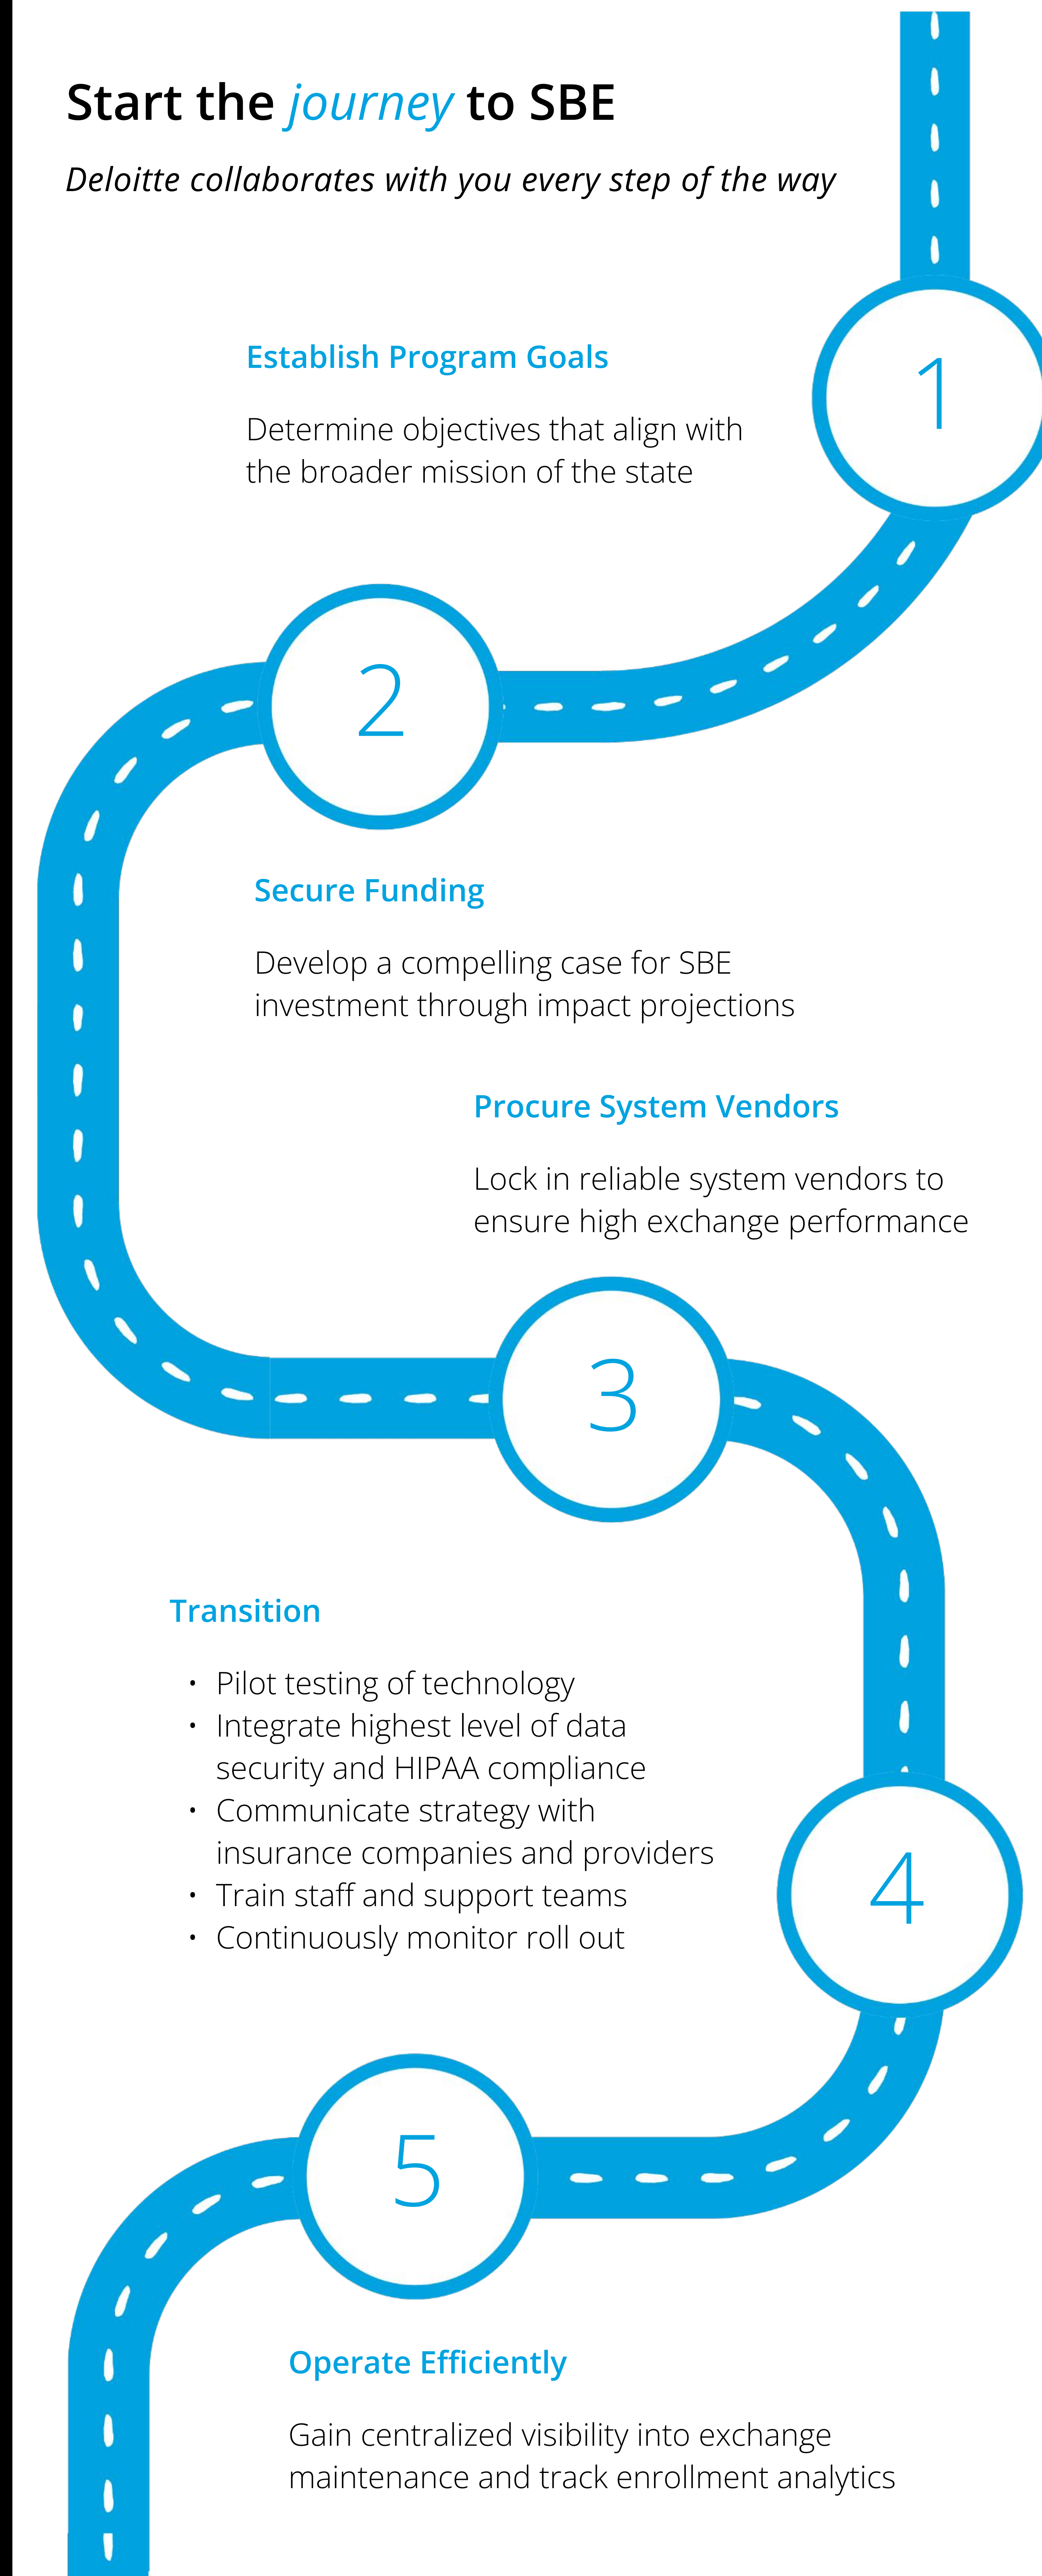 Start the journey to SBE
Deloitte collaborates with you every step of the way
1
Establish Program Goals
Determine objectives that align with
the broader mission of the state
2
Secure Funding
Develop a compelling case for SBE
investment through impact projections
Procure System Vendors
Lock in reliable system vendors to
ensure high exchange performance
3
Transition
• Pilot testing of technology
• Integrate highest level of data
security and HIPAA compliance
• Communicate strategy with
insurance companies and providers
• Train staff and support teams
• Continuously monitor roll out
4
5
Operate Efficiently
Gain centralized visibility into exchange
maintenance and track enrollment analytics